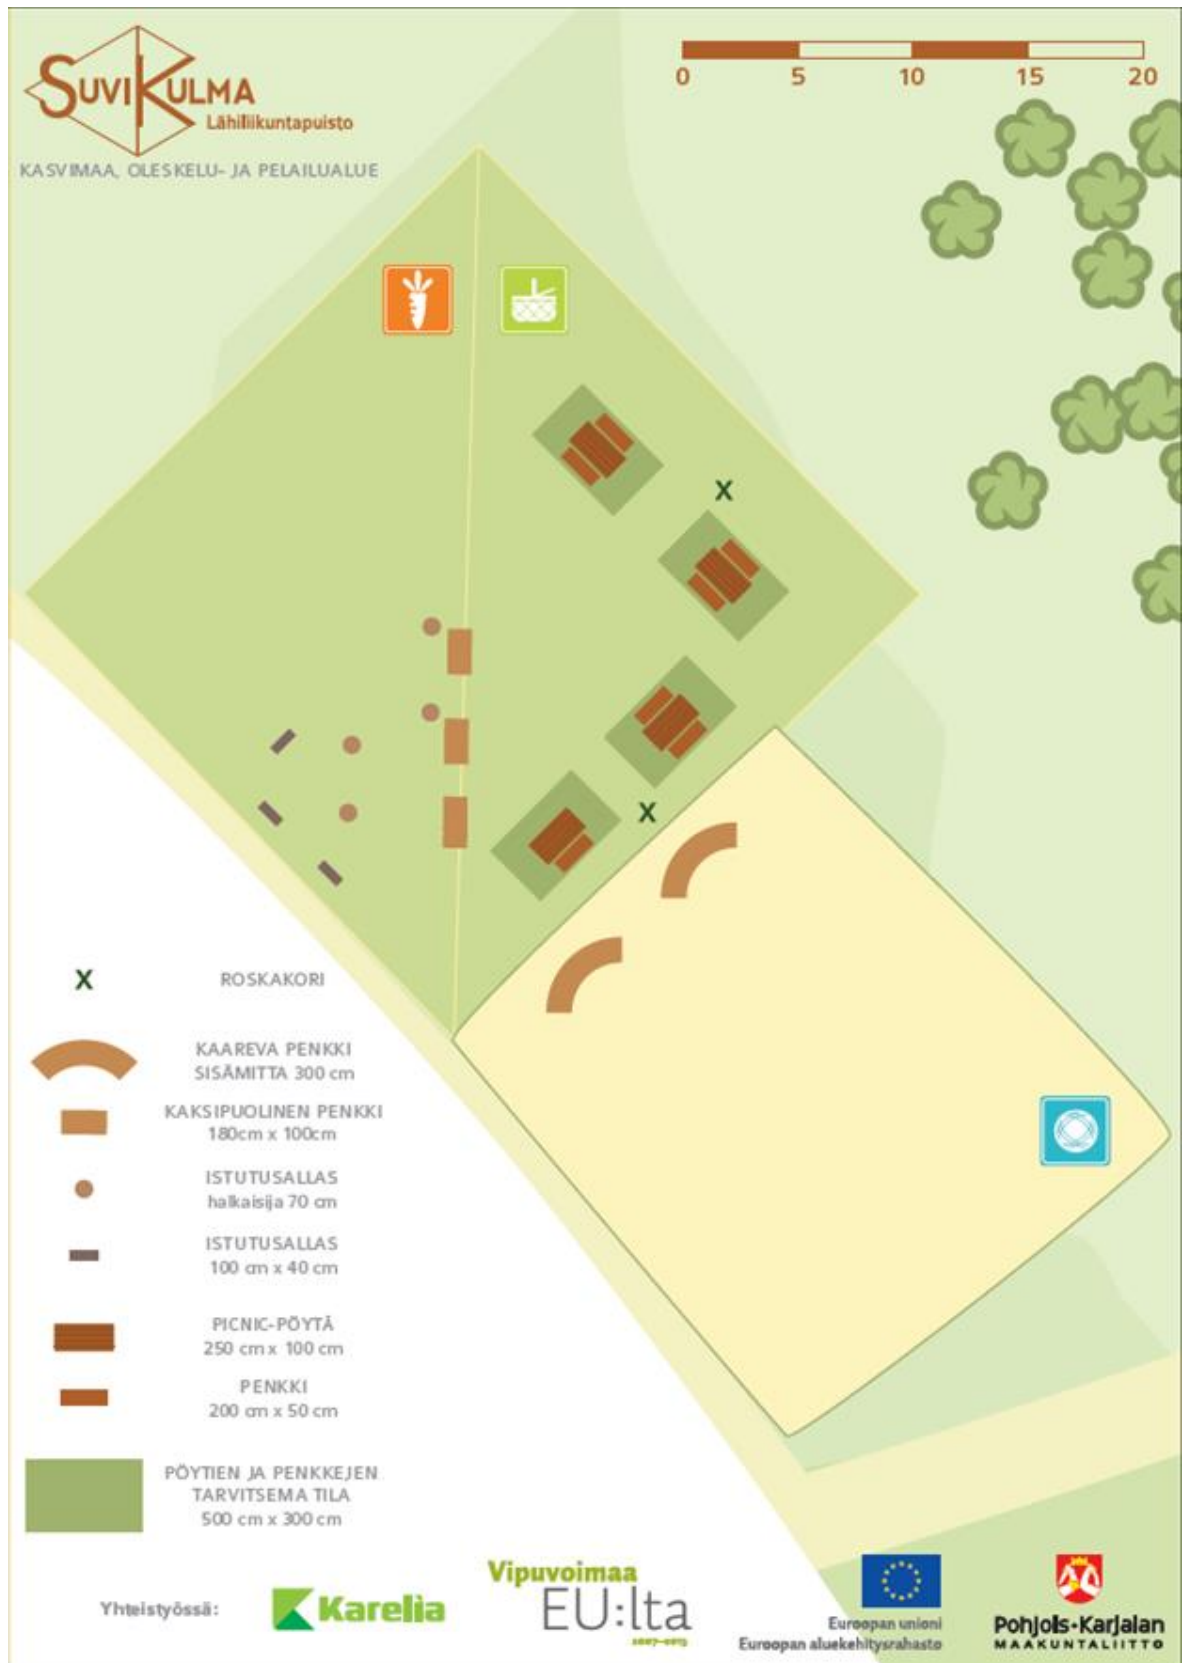 SUVIKULMA
Lähiliikuntapuisto
KASVIMAA, OLESKELU- JA PELAILUALUE
0 5 10 15 20
X
X
X ROSKAKORI
KAAREVA PENKKI
SISÄMITTA 300 cm
KAKSIPUOLINEN PENKKI
180cm x 100cm
ISTUTUSALLAS
halkaisija 70 cm
ISTUTUSALLAS
100 cm x 40 cm
PICNIC-PÖYTÄ
250 cm x 100 cm
PENKKI
200 cm x 50 cm
PÖYTIEN JA PENKKEJEN
TARVITSEMA TILA
500 cm x 300 cm
Yhteistyössä:
Karelia
Vipuvoimaa
EU:lta
2007–2013
Euroopan unioni
Euroopan aluekehitysrahasto
Pohjois-Karjalan
MAAKUNTALIITTO